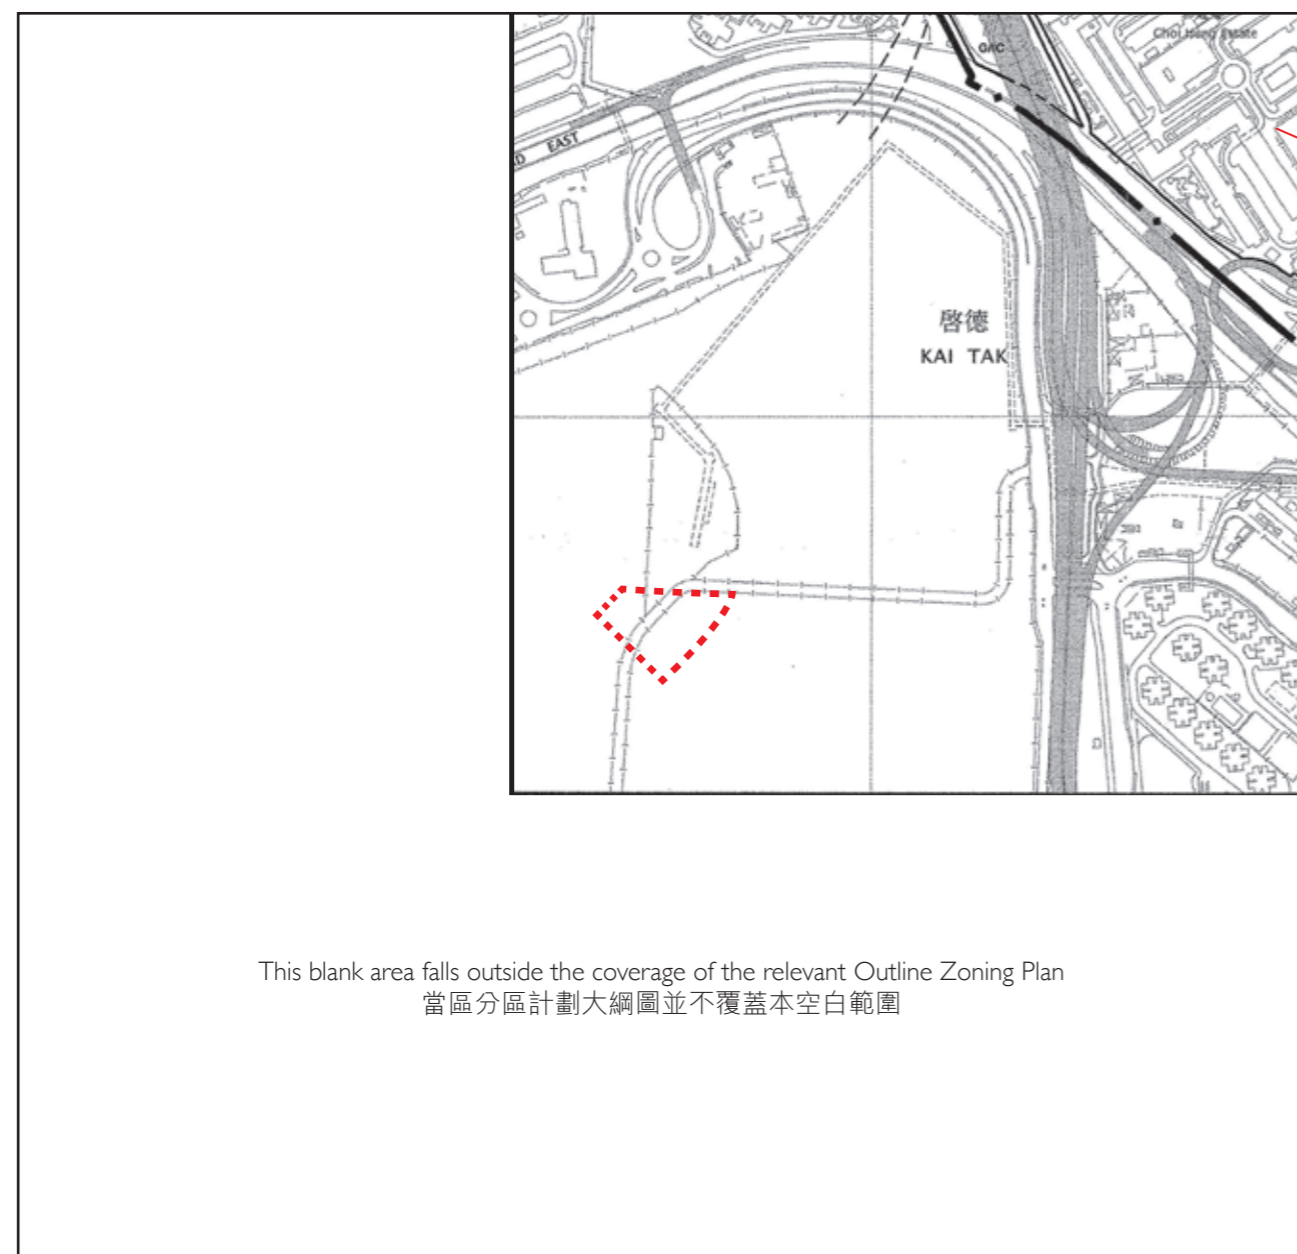 Choi Hung Estate
G/IC
RD EAST
啓德
KAI TAK
This blank area falls outside the coverage of the relevant Outline Zoning Plan
當區分區計劃大綱圖並不覆蓋本空白範圍